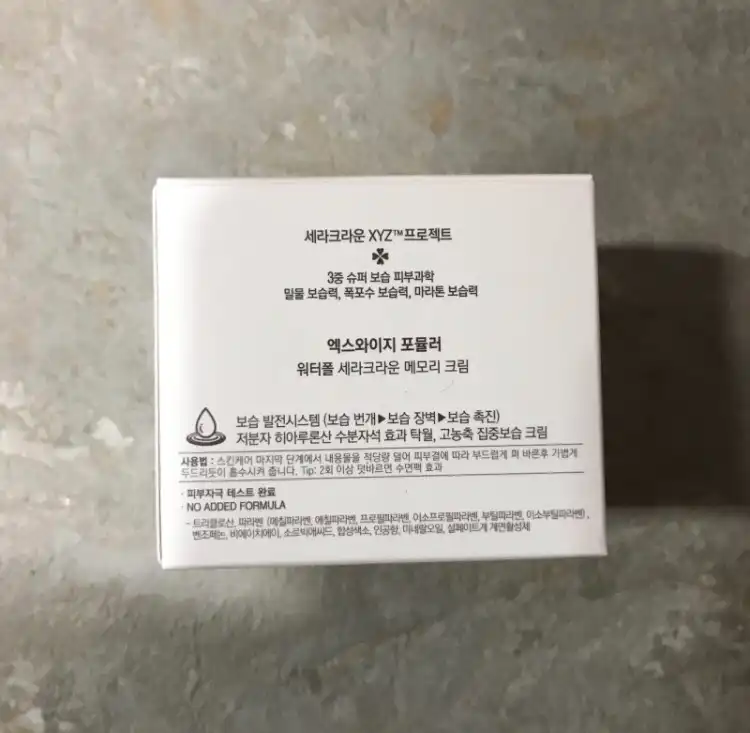 세라크라운 XYZ™프로젝트
3중 슈퍼 보습 피부과학
밀물 보습력, 폭포수 보습력, 마라톤 보습력
엑스와이지 포뮬러
워터폴 세라크라운 메모리 크림
보습 발전시스템 (보습 번개▶보습 장벽▶보습 촉진)
저분자 히아루론산 수분자석 효과 탁월, 고농축 집중보습 크림
사용법 : 스킨케어 마지막 단계에서 내용물을 적당량 덜어 피부결에 따라 부드럽게 펴 바른후 가볍게
두드리듯이 흡수시켜 줍니다. Tip: 2회 이상 덧바르면 수면팩 효과
· 피부자극 테스트 완료
· NO ADDED FORMULA
- 트리클로산, 파라벤 (메칠파라벤, 에칠파라벤, 프로필파라벤, 이소프로필파라벤, 부틸파라벤, 이소부틸파라벤),
벤조페논, 비에이치에이, 소르빅애씨드, 합성색소, 인공향, 미네랄오일, 설페이트계 계면활성제